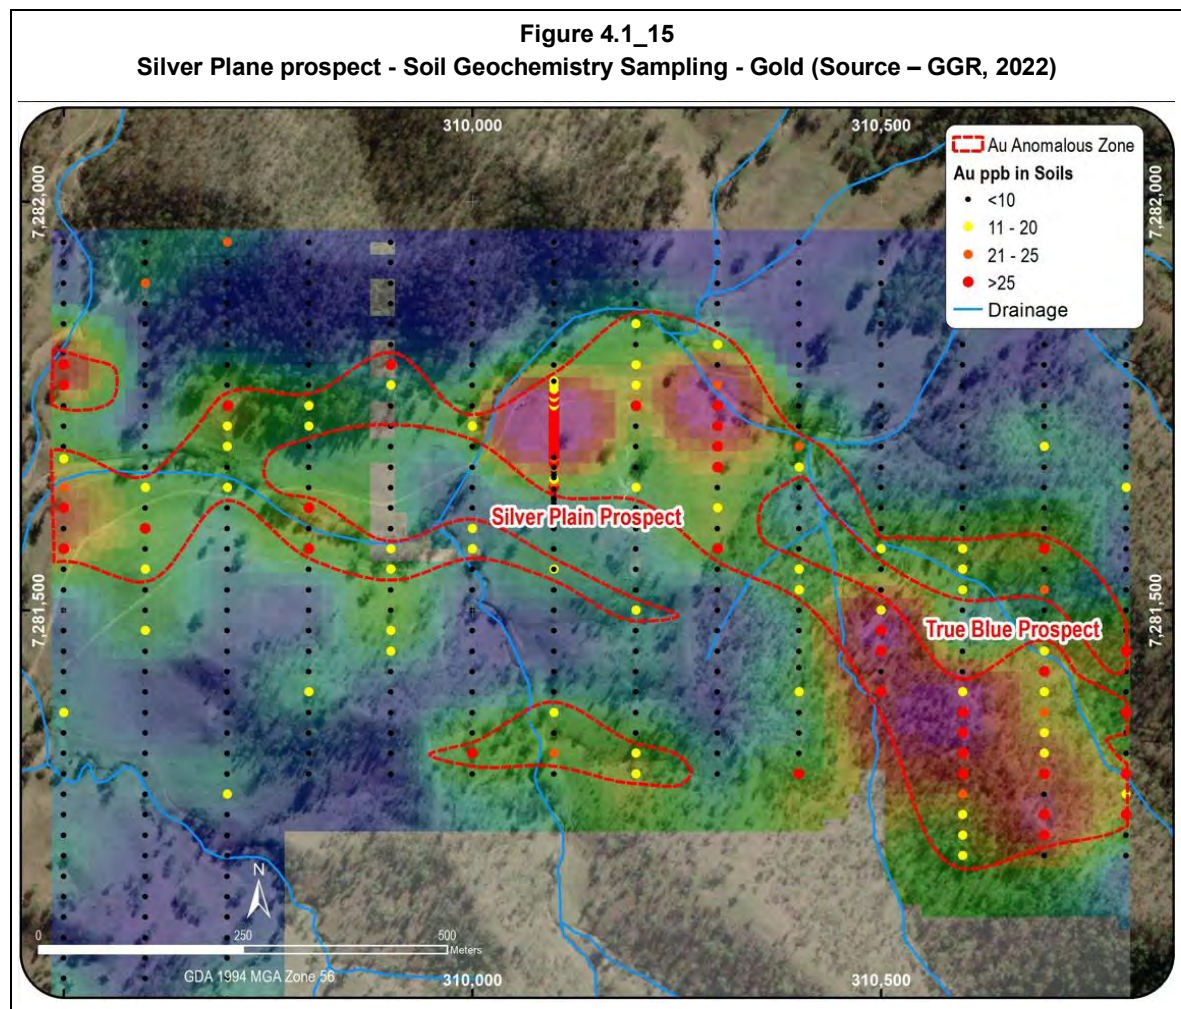 Figure 4.1_15
Silver Plane prospect - Soil Geochemistry Sampling - Gold (Source – GGR, 2022)
310,000
310,500
Au Anomalous Zone
Au ppb in Soils
<10
11 - 20
21 - 25
>25
Drainage
7,282,000
7,282,000
Silver Plain Prospect
7,281,500
7,281,500
True Blue Prospect
N
0
250
500
Meters
GDA 1994 MGA Zone 56
310,000
310,500